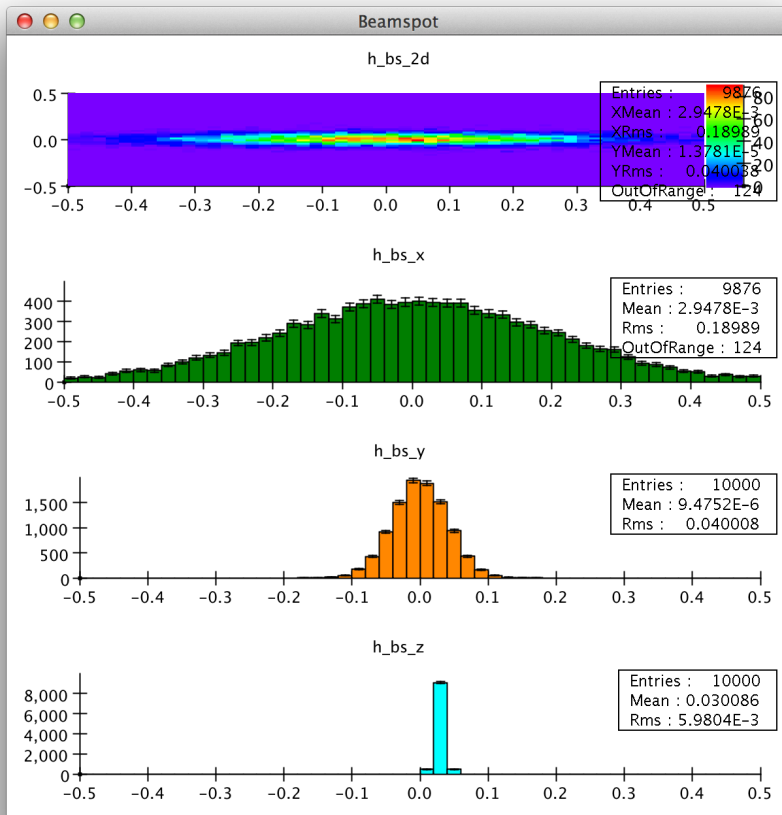 Beamspot
h_bs_2d
0.5
0.0
-0.5
-0.5 -0.4 -0.3 -0.2 -0.1 0.0 0.1 0.2 0.3 0.4 0.5
Entries : 9876
XMean : 2.9478E-3
XRms : 0.18989
YMean : 1.3781E-5
YRms : 0.040038
OutOfRange : 124
80
60
40
20
0
h_bs_x
400
300
200
100
0
-0.5 -0.4 -0.3 -0.2 -0.1 0.0 0.1 0.2 0.3 0.4 0.5
Entries : 9876
Mean : 2.9478E-3
Rms : 0.18989
OutOfRange : 124
h_bs_y
1,500
1,000
500
0
-0.5 -0.4 -0.3 -0.2 -0.1 0.0 0.1 0.2 0.3 0.4 0.5
Entries : 10000
Mean : 9.4752E-6
Rms : 0.040008
h_bs_z
8,000
6,000
4,000
2,000
0
-0.5 -0.4 -0.3 -0.2 -0.1 0.0 0.1 0.2 0.3 0.4 0.5
Entries : 10000
Mean : 0.030086
Rms : 5.9804E-3